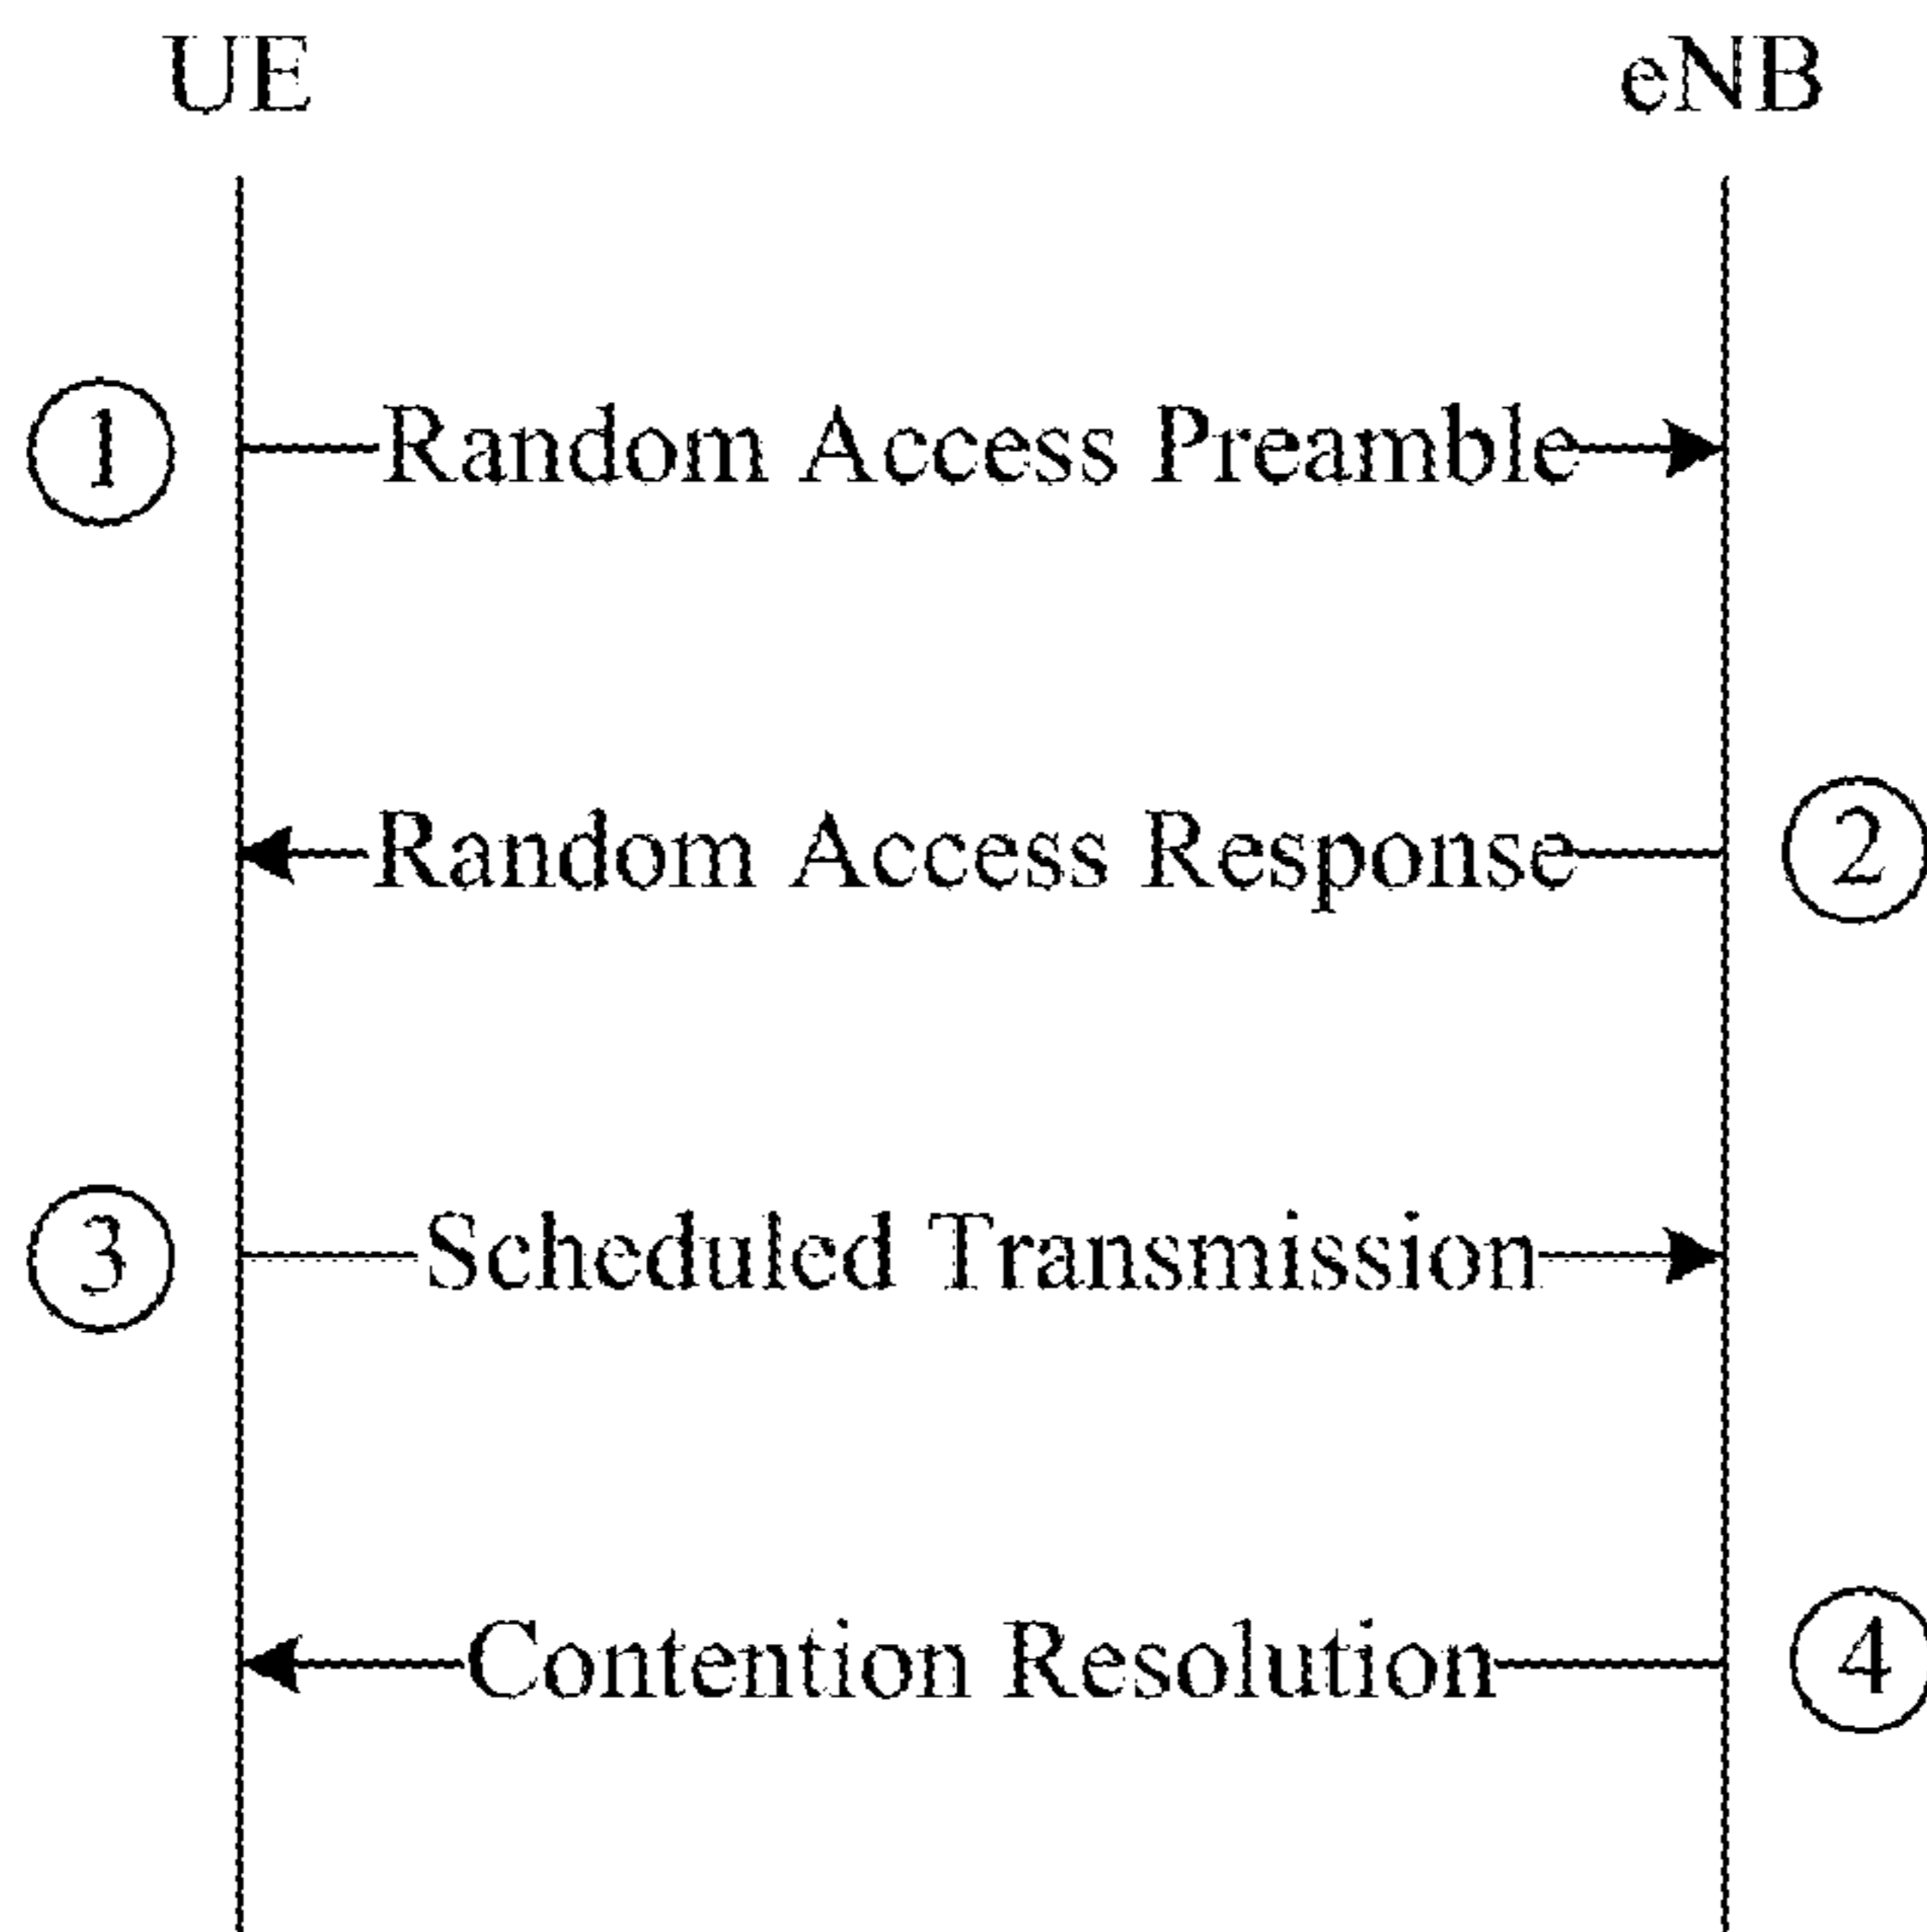 UE eNB
1 Random Access Preamble
Random Access Response 2
3 Scheduled Transmission
Contention Resolution 4